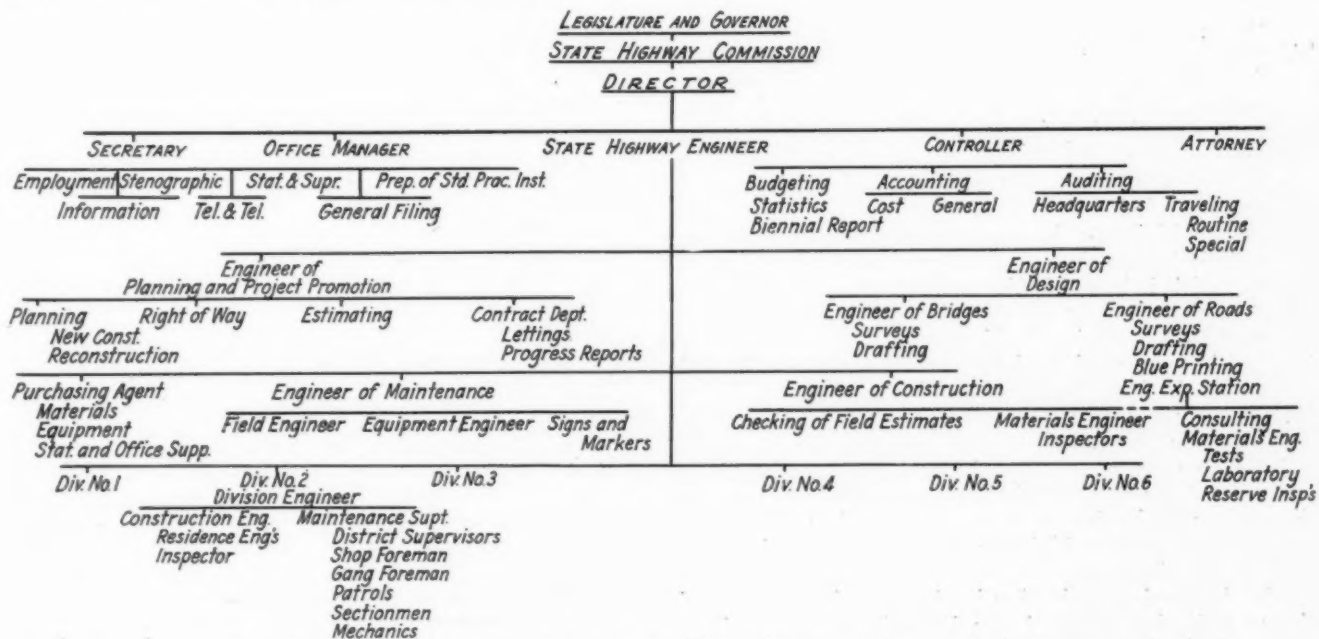 LEGISLATURE AND GOVERNOR
STATE HIGHWAY COMMISSION
DIRECTOR
SECRETARY OFFICE MANAGER STATE HIGHWAY ENGINEER CONTROLLER ATTORNEY
Employment Stenographic Stat. & Supr. Prep. of Std. Prac. Inst. Budgeting Accounting Auditing
Information Tel. & Tel. General Filing Statistics Cost General Headquarters Traveling
Biennial Report Routine
Special
Engineer of Engineer of
Planning and Project Promotion Design
Planning Right of Way Estimating Contract Dept. Engineer of Bridges Engineer of Roads
New Const. Lettings Surveys Surveys
Reconstruction Progress Reports Drafting Drafting
Blue Printing
Purchasing Agent Engineer of Maintenance Engineer of Construction Eng. Exp. Station
Materials
Equipment Field Engineer Equipment Engineer Signs and Checking of Field Estimates Materials Engineer Consulting
Stat. and Office Supp. Markers Inspectors Materials Eng.
Tests
Div. No. 1 Div. No. 2 Div. No. 3 Div. No. 4 Div. No. 5 Div. No. 6 Laboratory
Division Engineer Reserve Insp's
Construction Eng. Maintenance Supt.
Residence Eng's District Supervisors
Inspector Shop Foreman
Gang Foreman
Patrols
Sectionmen
Mechanics